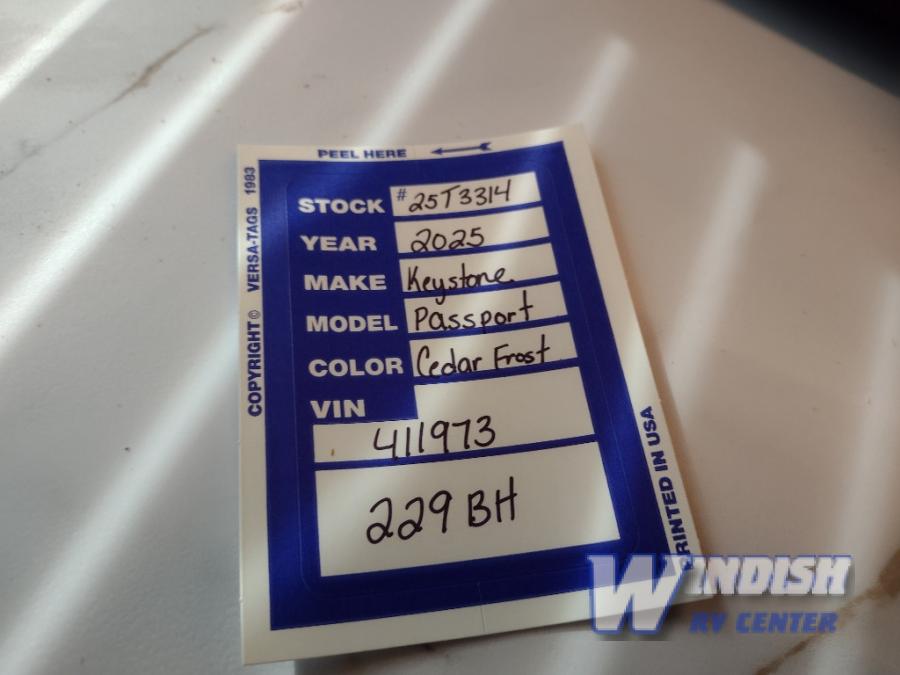 PEEL HERE
COPYRIGHT © VERSA-TAGS 1983
STOCK # 25T3314
YEAR 2025
MAKE Keystone
MODEL Passport
COLOR Cedar Frost
VIN
411973
229 BH
PRINTED IN USA
WINDISH
RV CENTER